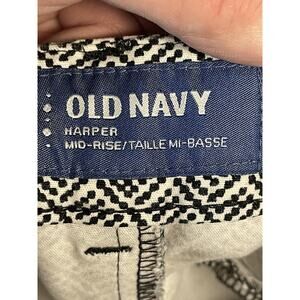 OLD NAVY
HARPER
MID-RISE/TAILLE MI-BASSE